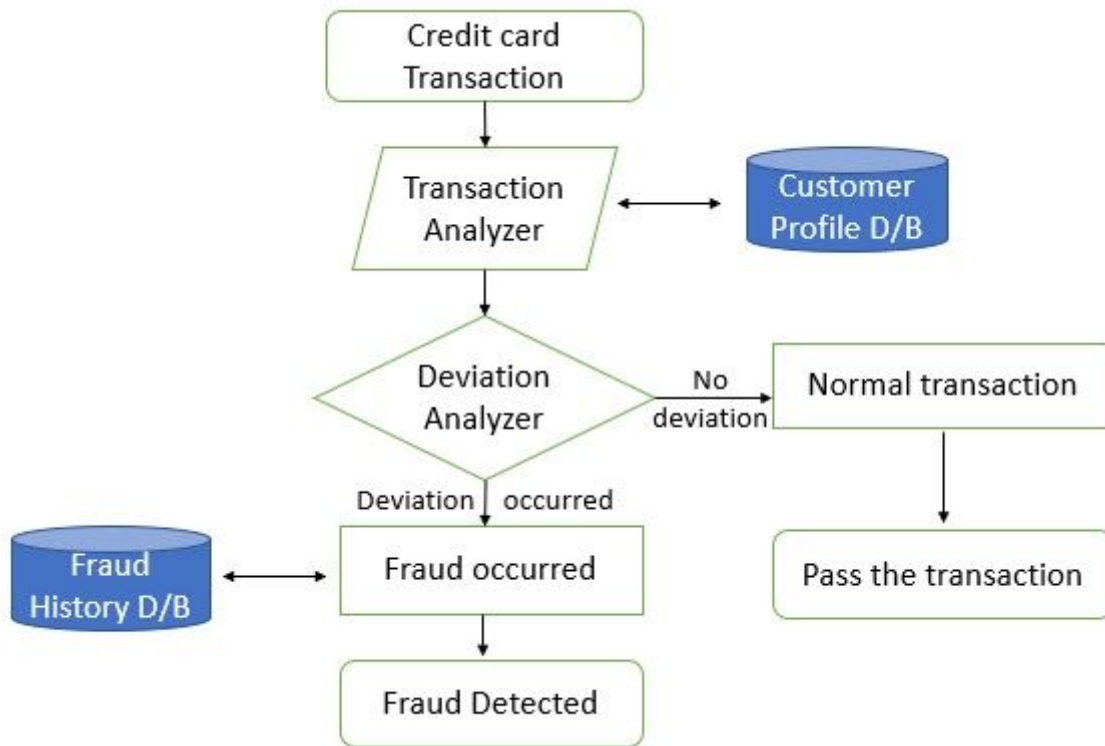 Credit card
Transaction
Transaction
Analyzer
Customer
Profile D/B
Deviation
Analyzer
No
deviation
Normal transaction
Deviation occurred
Fraud
History D/B
Fraud occurred
Pass the transaction
Fraud Detected